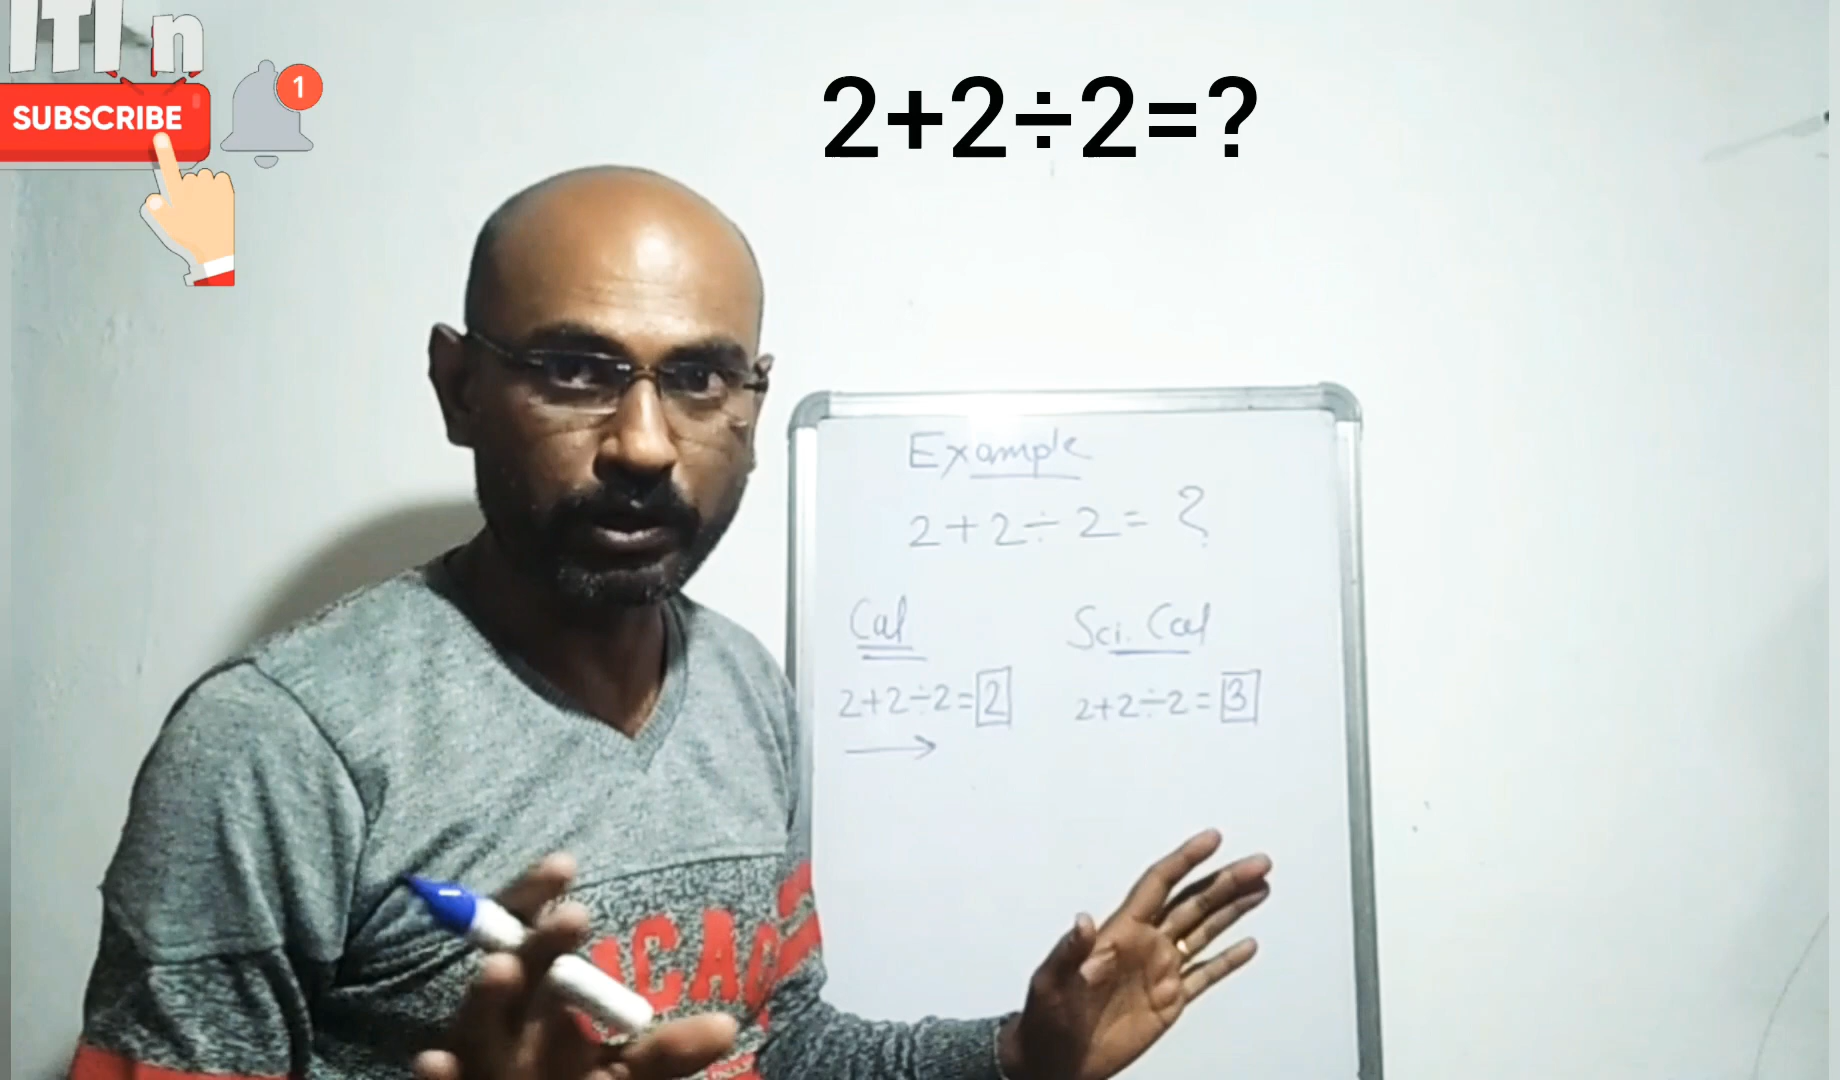 ITI n
SUBSCRIBE
1
2+2÷2=?
Example
2+2÷2=?
Cal
Sci. Cal
2+2÷2=2
2+2÷2=3